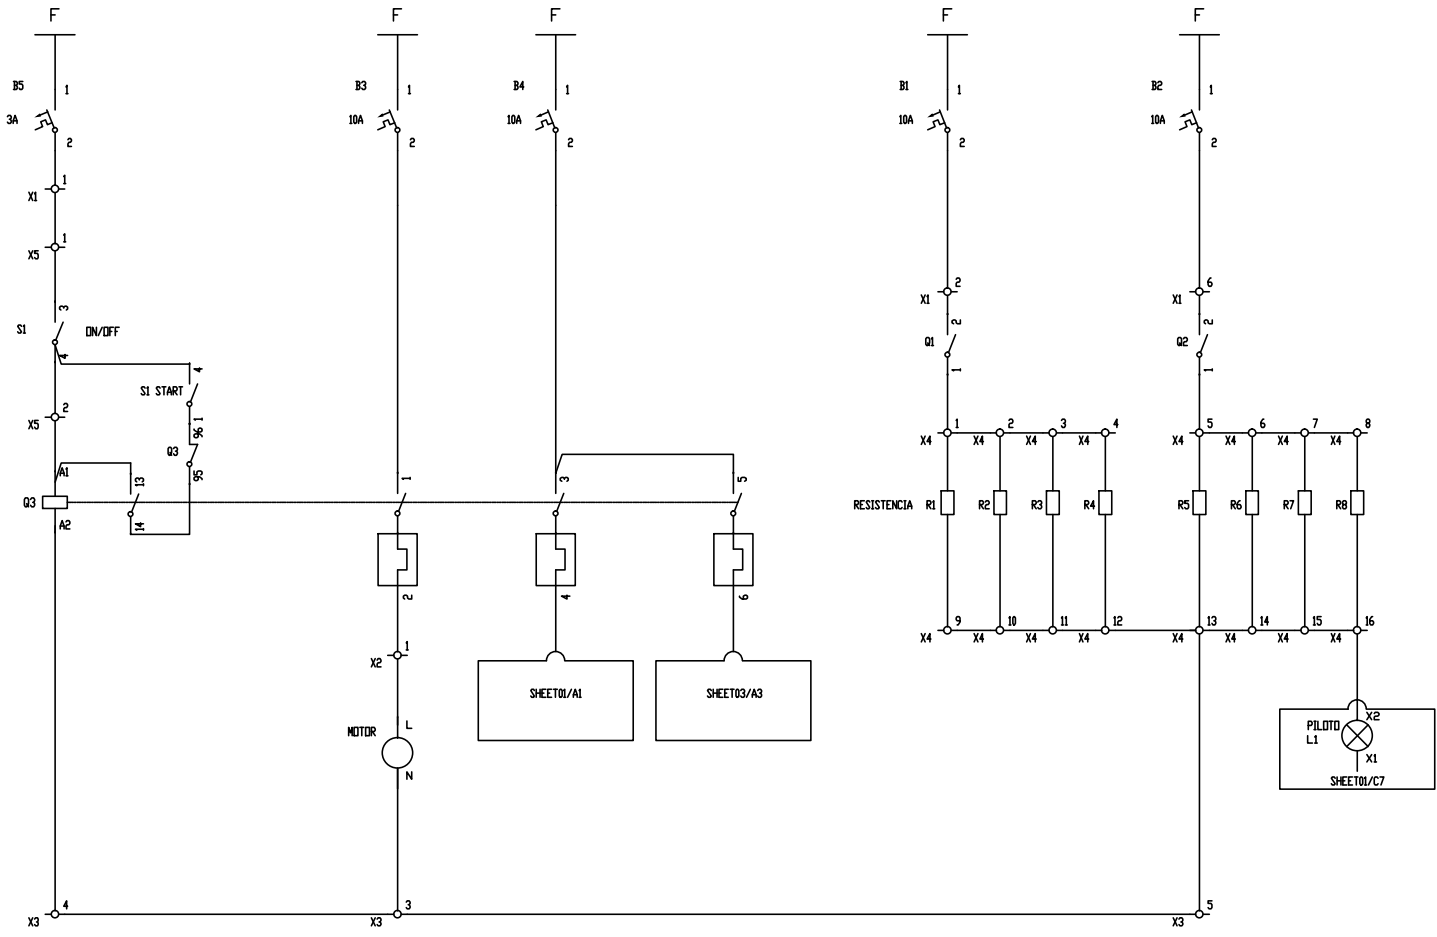 F F F F F
B5 1 B3 1 B4 1 B1 1 B2 1
3A 10A 10A 10A 10A
2 2 2 2 2
1
X1
1
X5
2 6
X1 X1
3 2 2
S1 ON/OFF Q1 Q2
4 4 1 1
S1 START
2 1
X5 96
1 2 3 4 5 6 7 8
X4 X4 X4 X4 X4 X4 X4 X4
Q3
A1 13 95 1 3 5
Q3 RESISTENCIA R1 R2 R3 R4 R5 R6 R7 R8
A2 14
2 4 6
9 10 11 12 13 14 15 16
X4 X4 X4 X4 X4 X4 X4 X4
1
X2
SHEET01/A1 SHEET03/A3
L X2
MOTOR PILOTO
L1
X1
N
SHEET01/C7
4 3 5
X3 X3 X3